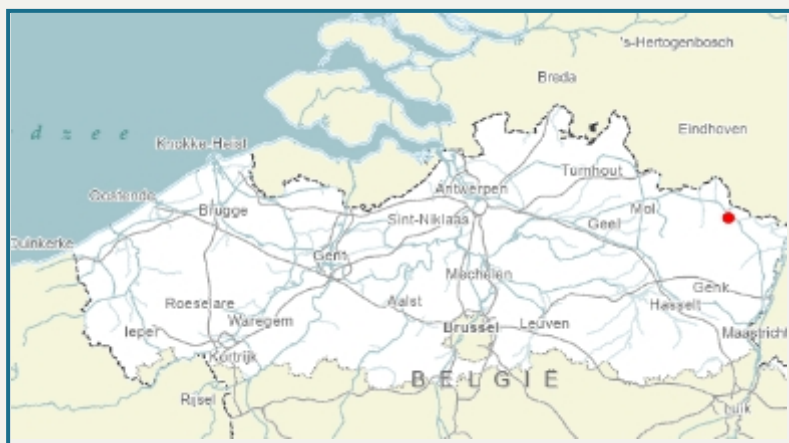 's-Hertogenbosch
Breda
Eindhoven
dzee
Knokke-Heist
Turnhout
Antwerpen
Oostende
Mol
Brugge
Sint-Niklaas
Geel
Duinkerke
Gent
Mechelen
Genk
Roeselare
Aalst
Hasselt
Ieper
Waregem
Brussel
Leuven
Maastricht
Kortrijk
BELGIË
Rijsel
Luik